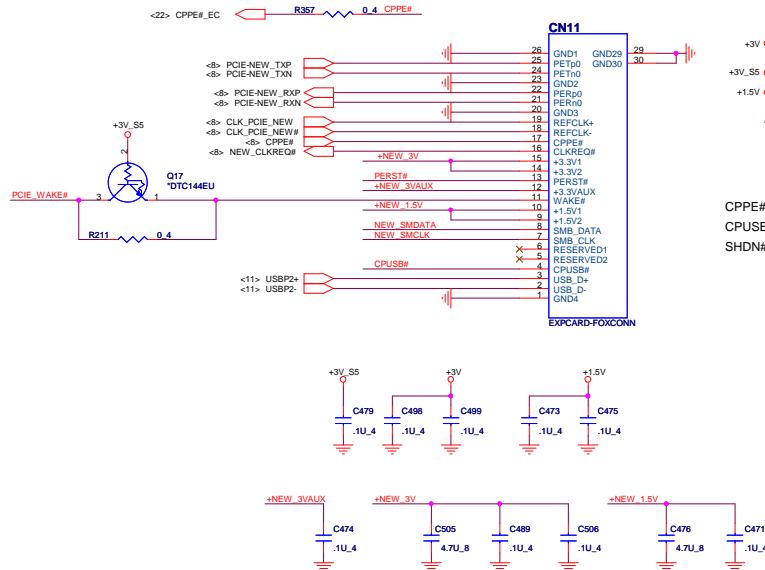 <22> CPPE#_EC R357 0_4 CPPE#
CN11
26 GND1 GND29 29
<8> PCIE-NEW_TXP 25 PETp0 GND30 30
<8> PCIE-NEW_TXN 24 PETn0
23 GND2
<8> PCIE-NEW_RXP 22 PERp0
<8> PCIE-NEW_RXN 21 PERn0
20 GND3
<8> CLK_PCIE_NEW 19 REFCLK+
<8> CLK_PCIE_NEW# 18 REFCLK-
<8> CPPE# 17 CPPE#
<8> NEW_CLKREQ# 16 CLKREQ#
+NEW_3V 15 +3.3V1
14 +3.3V2
PERST# 13 PERST#
+NEW_3VAUX 12 +3.3VAUX
11 WAKE#
+NEW_1.5V 10 +1.5V1
9 +1.5V2
NEW_SMDATA 8 SMB_DATA
NEW_SMCLK 7 SMB_CLK
6 RESERVED1
5 RESERVED2
CPUSB# 4 CPUSB#
<11> USBP2+ 3 USB_D+
<11> USBP2- 2 USB_D-
1 GND4
EXPCARD-FOXCONN
+3V_S5
2
Q17
*DTC144EU
PCIE_WAKE# 3 1
R211 0_4
+3V
+3V_S5
+1.5V
CPPE#
CPUSB
SHDN#
+3V_S5 +3V +1.5V
C479 C498 C499 C473 C475
.1U_4 .1U_4 .1U_4 .1U_4 .1U_4
+NEW_3VAUX +NEW_3V +NEW_1.5V
C474 C505 C489 C506 C476 C471
.1U_4 4.7U_8 .1U_4 .1U_4 4.7U_8 .1U_4